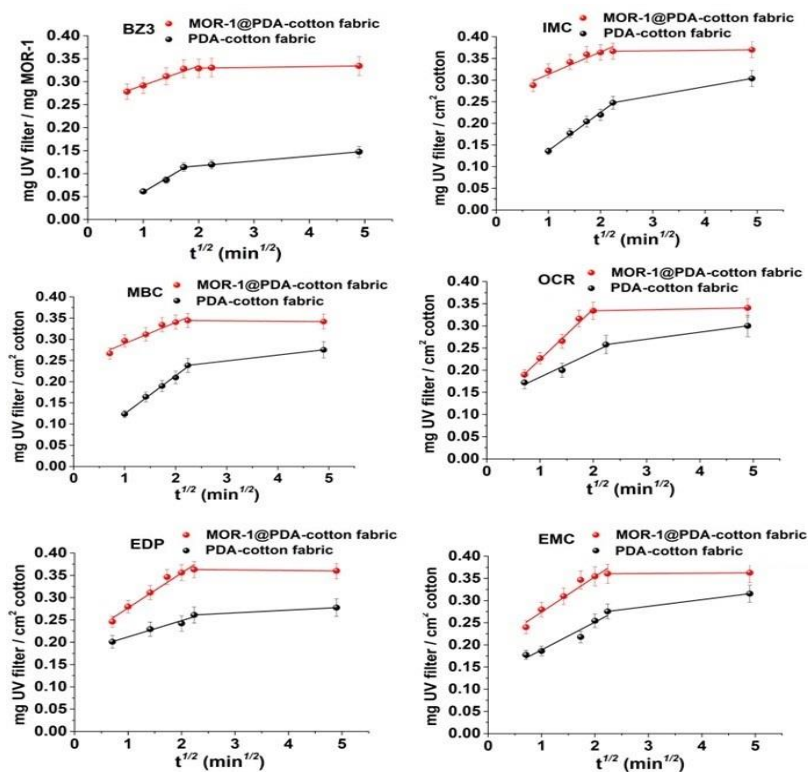 BZ3
MOR-1@PDA-cotton fabric
PDA-cotton fabric
mg UV filter / mg MOR-1
0.40
0.35
0.30
0.25
0.20
0.15
0.10
0.05
0.00
0 1 2 3 4 5
t1/2 (min1/2)
IMC
MOR-1@PDA-cotton fabric
PDA-cotton fabric
mg UV filter / cm2 cotton
0.40
0.35
0.30
0.25
0.20
0.15
0.10
0.05
0.00
0 1 2 3 4 5
t1/2 (min1/2)
MBC
MOR-1@PDA-cotton fabric
PDA-cotton fabric
mg UV filter / cm2 cotton
0.40
0.35
0.30
0.25
0.20
0.15
0.10
0.05
0.00
0 1 2 3 4 5
t1/2 (min1/2)
OCR
MOR-1@PDA-cotton fabric
PDA-cotton fabric
mg UV filter / cm2 cotton
0.40
0.35
0.30
0.25
0.20
0.15
0.10
0.05
0.00
0 1 2 3 4 5
t1/2 (min1/2)
EDP
MOR-1@PDA-cotton fabric
PDA-cotton fabric
mg UV filter / cm2 cotton
0.40
0.35
0.30
0.25
0.20
0.15
0.10
0.05
0.00
0 1 2 3 4 5
t1/2 (min1/2)
EMC
MOR-1@PDA-cotton fabric
PDA-cotton fabric
mg UV filter / cm2 cotton
0.40
0.35
0.30
0.25
0.20
0.15
0.10
0.05
0.00
0 1 2 3 4 5
t1/2 (min1/2)